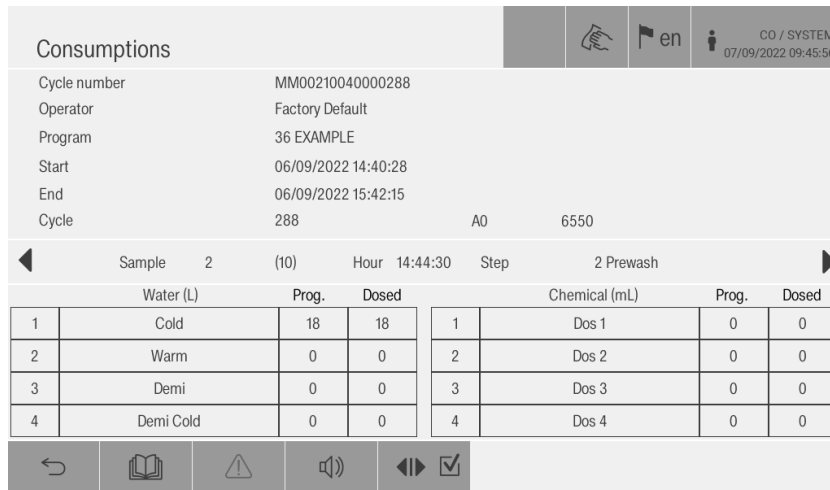 Consumptions
en
CO / SYSTEM
07/09/2022 09:45:56
Cycle number MM00210040000288
Operator Factory Default
Program 36 EXAMPLE
Start 06/09/2022 14:40:28
End 06/09/2022 15:42:15
Cycle 288 A0 6550
Sample 2 (10) Hour 14:44:30 Step 2 Prewash
Water (L) Prog. Dosed Chemical (mL) Prog. Dosed
1 Cold 18 18 1 Dos 1 0 0
2 Warm 0 0 2 Dos 2 0 0
3 Demi 0 0 3 Dos 3 0 0
4 Demi Cold 0 0 4 Dos 4 0 0